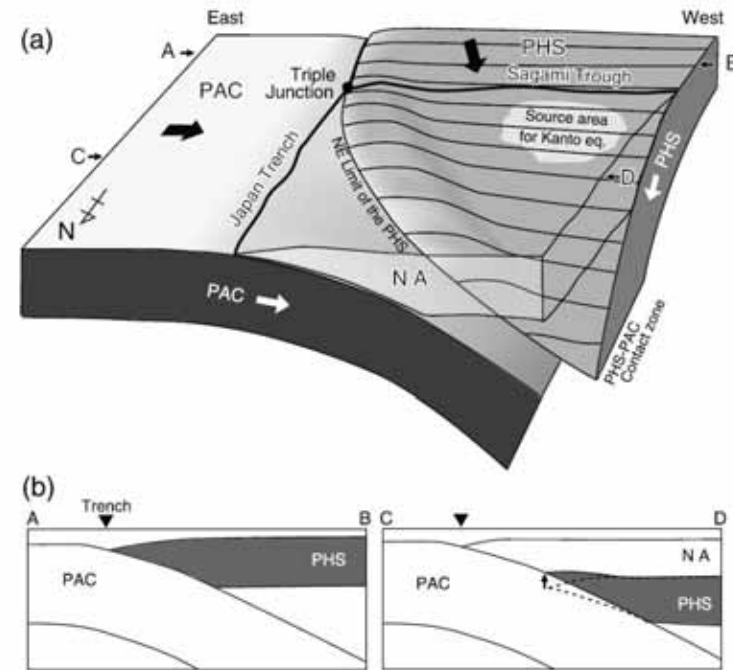 (a)
East
West
A
PHS
B
Sagami Trough
Triple
Junction
PAC
Source area
for Kanto eq.
PHS
C
D
Japan Trench
NE Limit of the PHS
N
N A
PAC
PHS-PAC
Contact zone
(b)
Trench
A
B
C
D
PHS
N A
PAC
PAC
PHS